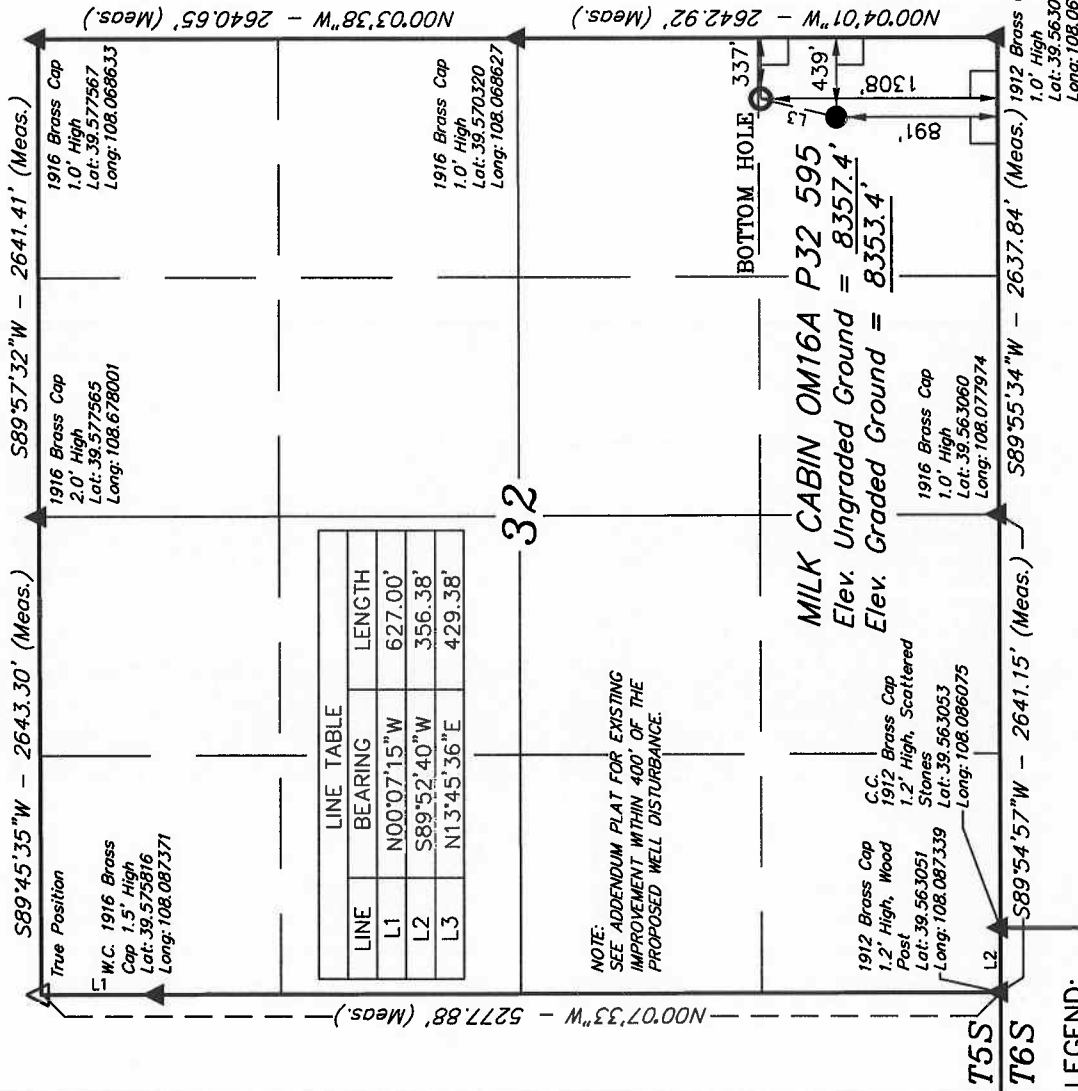 S89°45'35"W - 2643.30' (Meas.)
S89°57'32"W - 2641.41' (Meas.)
True Position
L1
W.C. 1916 Brass
Cap 1.5' High
Lat: 39.575816
Long: 108.087371
1916 Brass Cap
2.0' High
Lat: 39.577565
Long: 108.678001
1916 Brass Cap
1.0' High
Lat: 39.577567
Long: 108.068633
N00°03'38"W - 2640.65' (Meas.)
LINE TABLE
LINE BEARING LENGTH
L1 N00°07'15"W 627.00'
L2 S89°52'40"W 356.38'
L3 N13°45'36"E 429.38'
1916 Brass Cap
1.0' High
Lat: 39.570320
Long: 108.068627
32
N00°07'33"W - 5277.88' (Meas.)
N00°04'01"W - 2642.92' (Meas.)
NOTE:
SEE ADDENDUM PLAT FOR EXISTING
IMPROVEMENT WITHIN 400' OF THE
PROPOSED WELL DISTURBANCE.
BOTTOM HOLE
337'
L3
439'
1308'
891'
MILK CABIN OM16A P32 595
Elev. Ungraded Ground = 8357.4'
Elev. Graded Ground = 8353.4'
1912 Brass Cap
1.2' High, Wood
Post
Lat: 39.563051
Long: 108.087339
C.C.
1912 Brass Cap
1.2' High, Scattered
Stones
Lat: 39.563053
Long: 108.086075
1916 Brass Cap
1.0' High
Lat: 39.563060
Long: 108.077974
L2
S89°54'57"W - 2641.15' (Meas.)
S89°55'34"W - 2637.84' (Meas.)
1912 Brass
1.0' High
Lat: 39.5630
Long: 108.06
T5S
T6S
LEGEND: